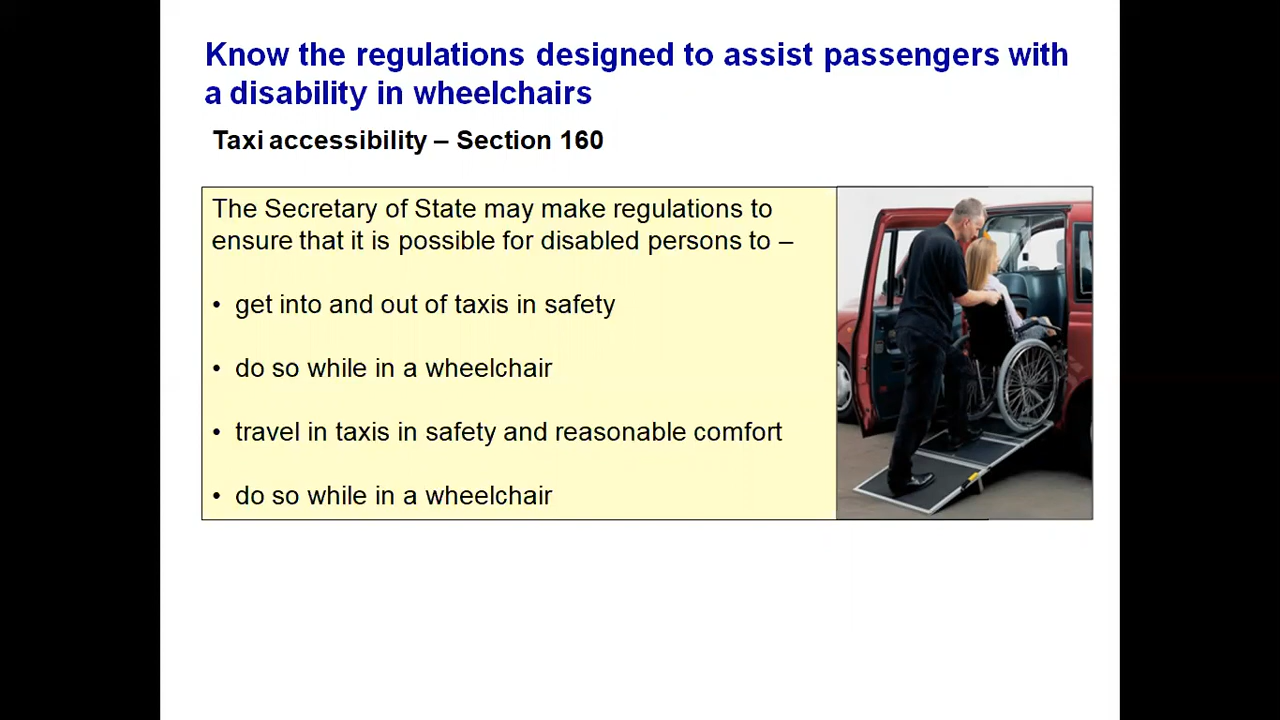 Know the regulations designed to assist passengers with
a disability in wheelchairs
Taxi accessibility – Section 160
The Secretary of State may make regulations to
ensure that it is possible for disabled persons to –
• get into and out of taxis in safety
• do so while in a wheelchair
• travel in taxis in safety and reasonable comfort
• do so while in a wheelchair